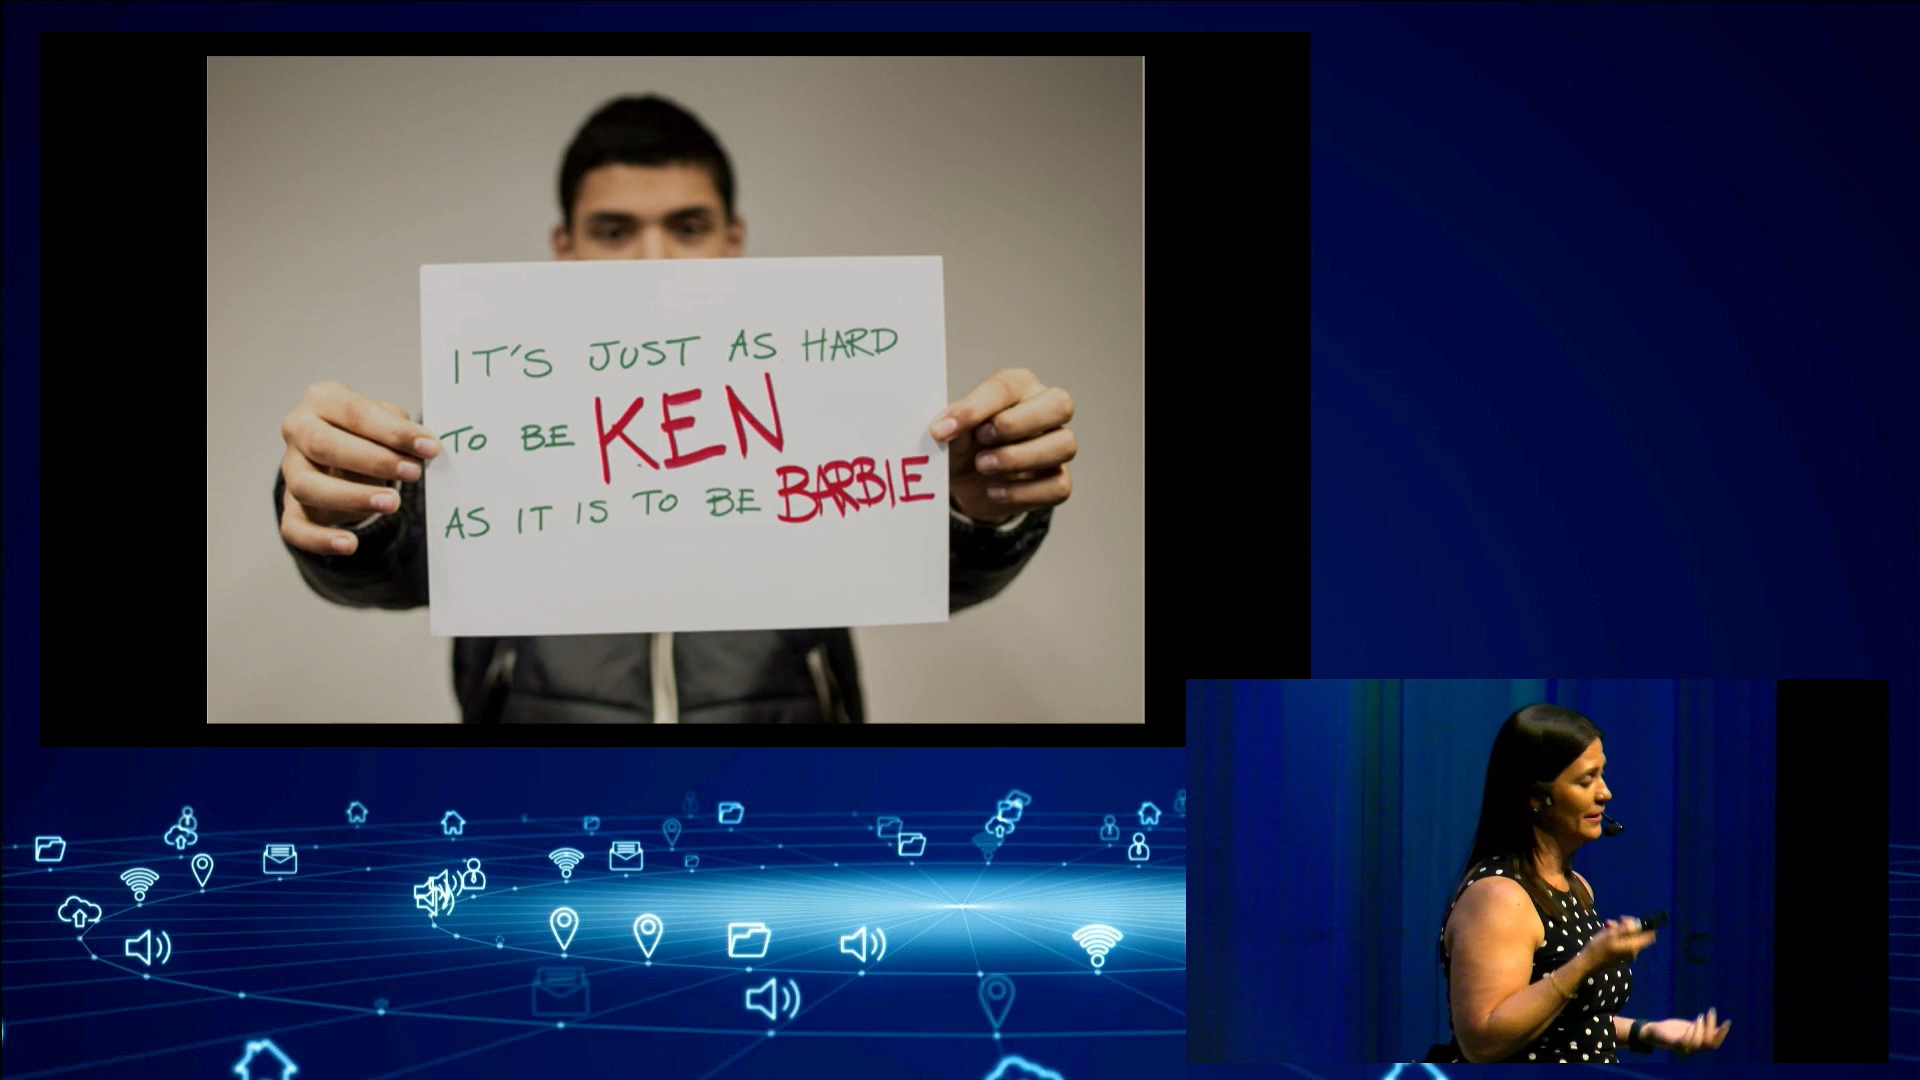 IT'S JUST AS HARD
TO BE KEN
AS IT IS TO BE BARBIE